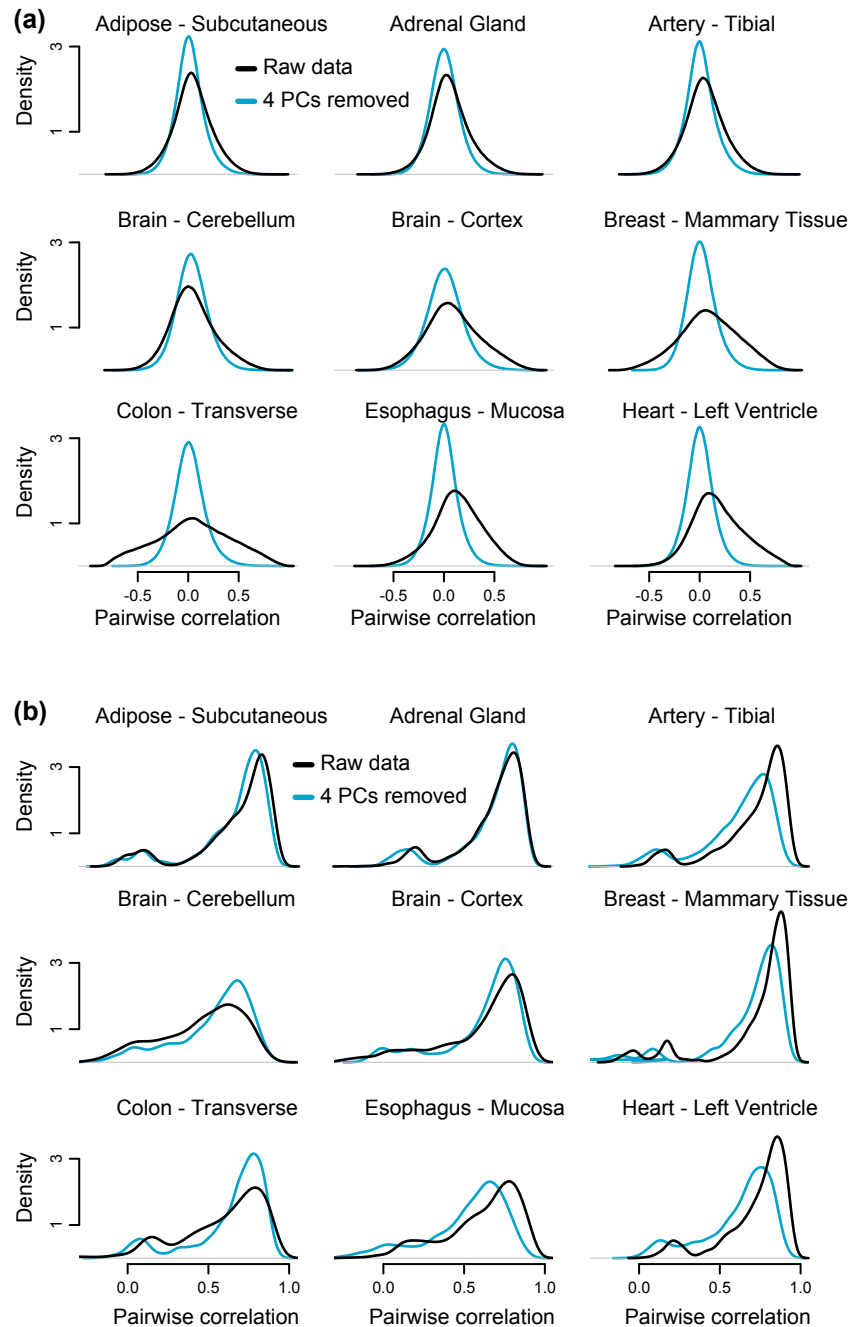 (a)
Adipose - Subcutaneous Adrenal Gland Artery - Tibial
Raw data
4 PCs removed
Density
3
1
Brain - Cerebellum Brain - Cortex Breast - Mammary Tissue
Density
3
1
Colon - Transverse Esophagus - Mucosa Heart - Left Ventricle
Density
3
1
-0.5 0.0 0.5 -0.5 0.0 0.5 -0.5 0.0 0.5
Pairwise correlation Pairwise correlation Pairwise correlation
(b)
Adipose - Subcutaneous Adrenal Gland Artery - Tibial
Raw data
4 PCs removed
Density
3
1
Brain - Cerebellum Brain - Cortex Breast - Mammary Tissue
Density
3
1
Colon - Transverse Esophagus - Mucosa Heart - Left Ventricle
Density
3
1
0.0 0.5 1.0 0.0 0.5 1.0 0.0 0.5 1.0
Pairwise correlation Pairwise correlation Pairwise correlation